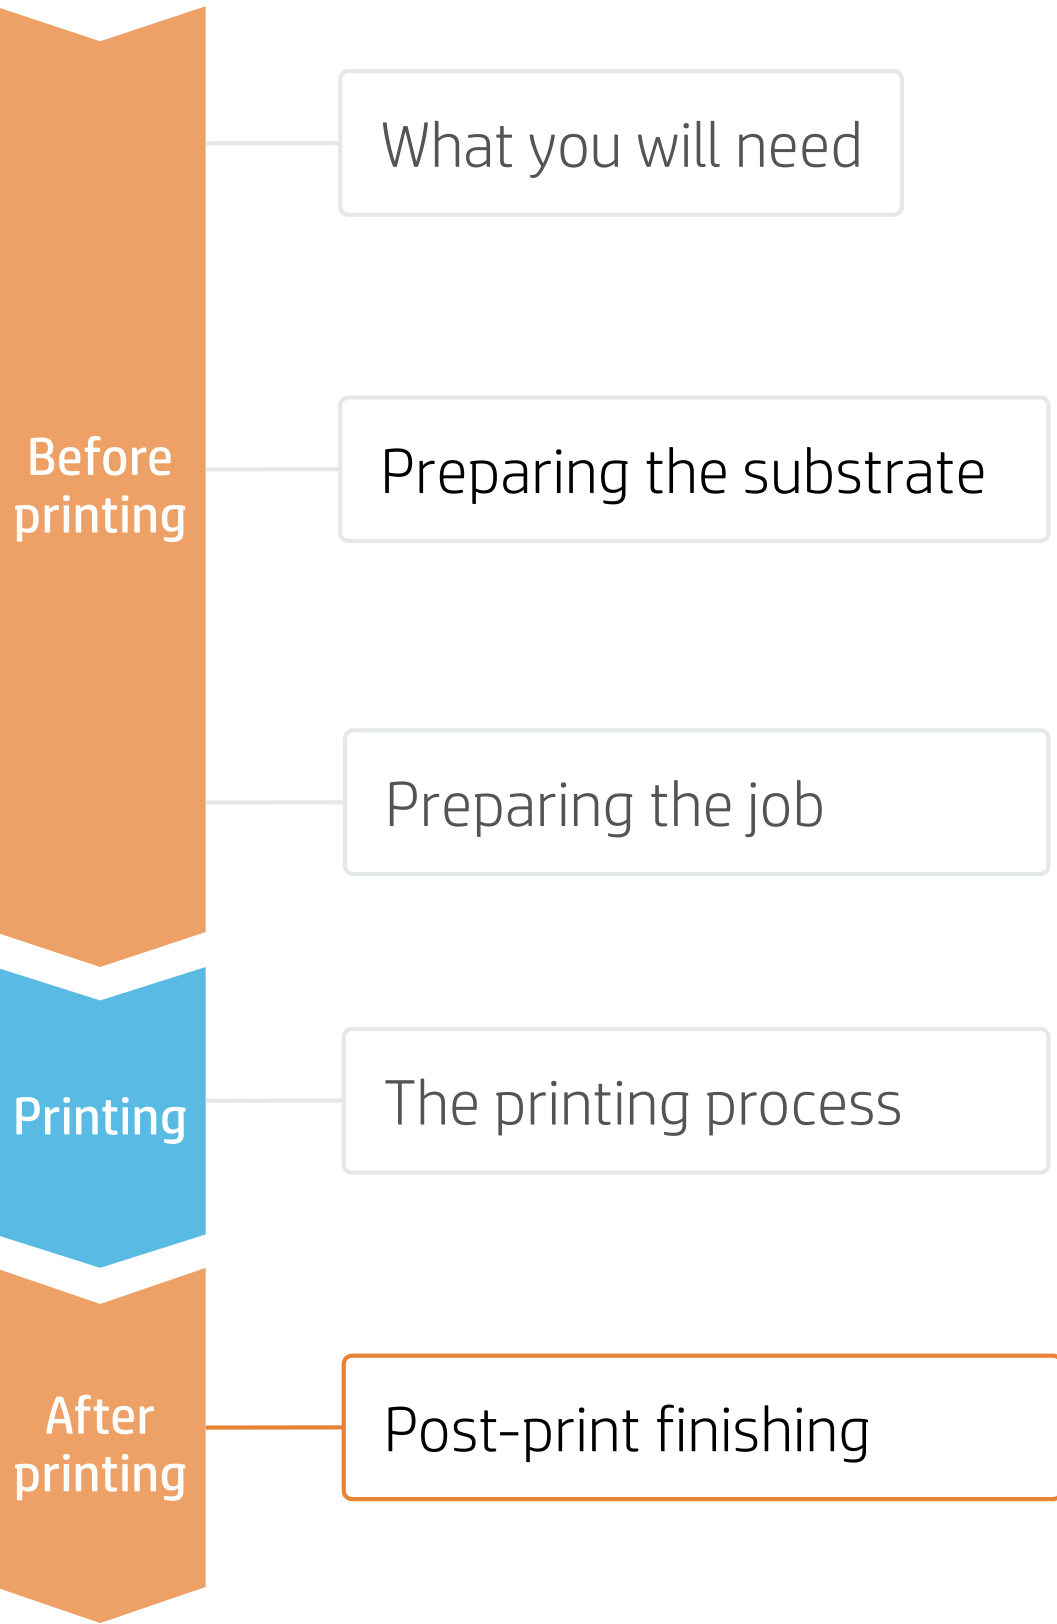 What you will need
Before
printing
Preparing the substrate
Preparing the job
Printing
The printing process
After
printing
Post-print finishing